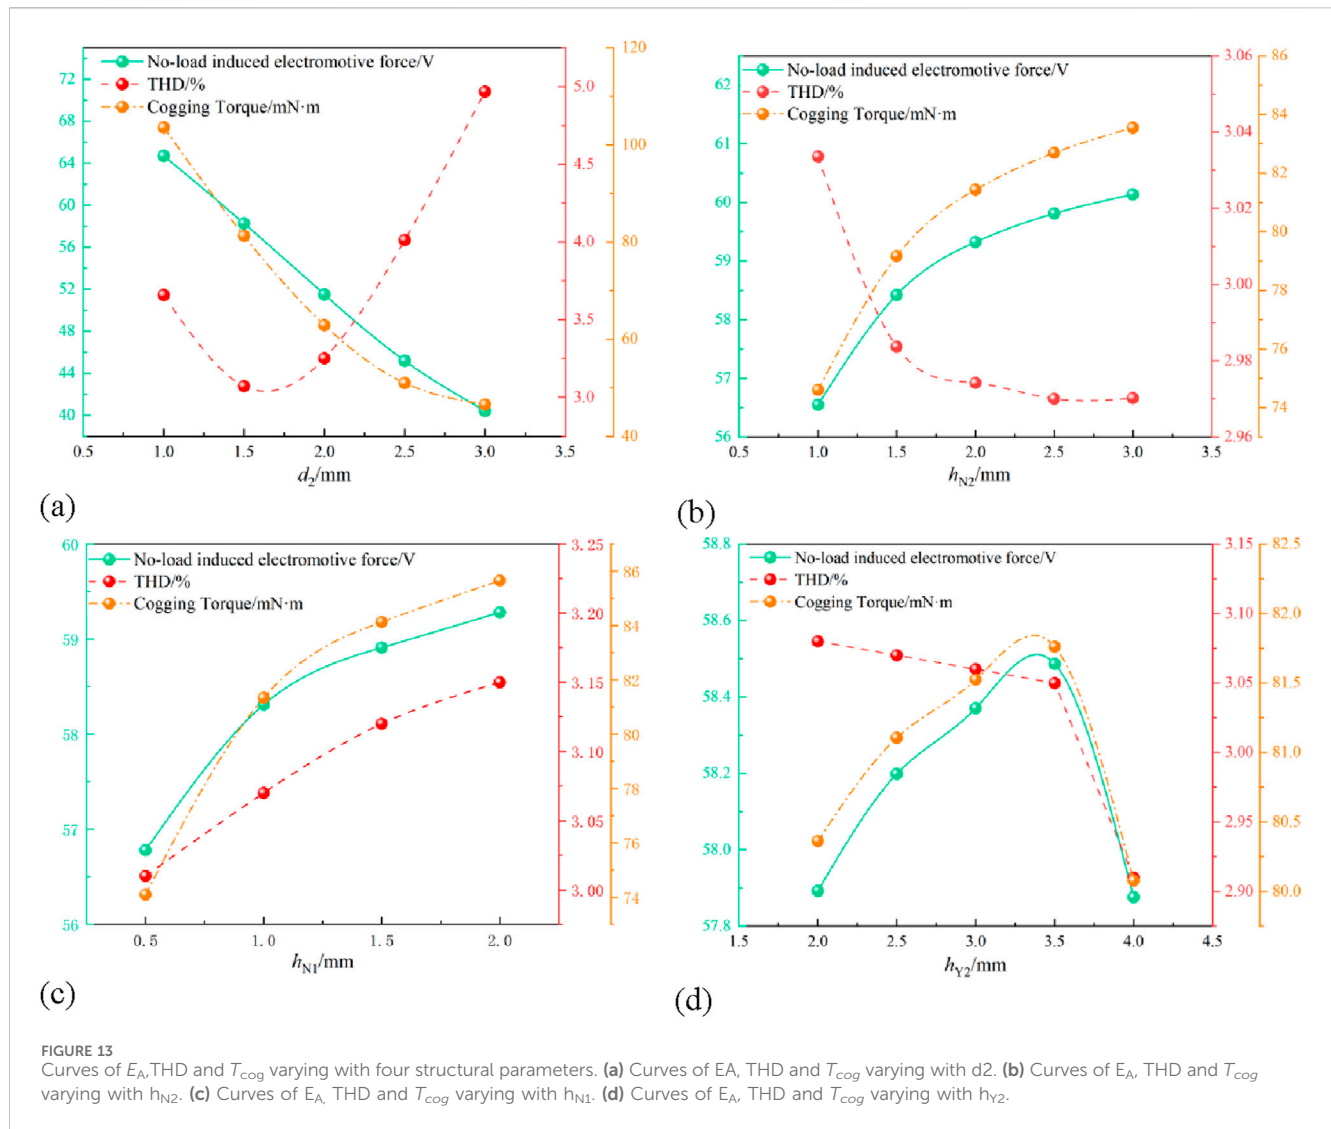 No-load induced electromotive force/V
THD/%
Cogging Torque/mN·m
72
68
64
60
56
52
48
44
40
5.0
4.5
4.0
3.5
3.0
120
100
80
60
40
0.5 1.0 1.5 2.0 2.5 3.0 3.5
d2/mm
(a)
No-load induced electromotive force/V
THD/%
Cogging Torque/mN·m
62
61
60
59
58
57
56
3.06
3.04
3.02
3.00
2.97
2.96
86
84
82
80
78
76
74
0.5 1.0 1.5 2.0 2.5 3.0 3.5
hN2/mm
(b)
No-load induced electromotive force/V
THD/%
Cogging Torque/mN·m
60
59
58
57
56
3.25
3.20
3.15
3.10
3.05
3.00
86
84
82
80
78
76
74
0.5 1.0 1.5 2.0
hN1/mm
(c)
No-load induced electromotive force/V
THD/%
Cogging Torque/mN·m
58.8
58.6
58.4
58.2
58.0
57.8
3.15
3.10
3.05
3.00
2.95
2.90
82.5
82.0
81.5
81.0
80.5
80.0
1.5 2.0 2.5 3.0 3.5 4.0 4.5
hY2/mm
(d)
FIGURE 13
Curves of EA,THD and Tcog varying with four structural parameters. (a) Curves of EA, THD and Tcog varying with d2. (b) Curves of EA, THD and Tcog
varying with hN2. (c) Curves of EA, THD and Tcog varying with hN1. (d) Curves of EA, THD and Tcog varying with hY2.